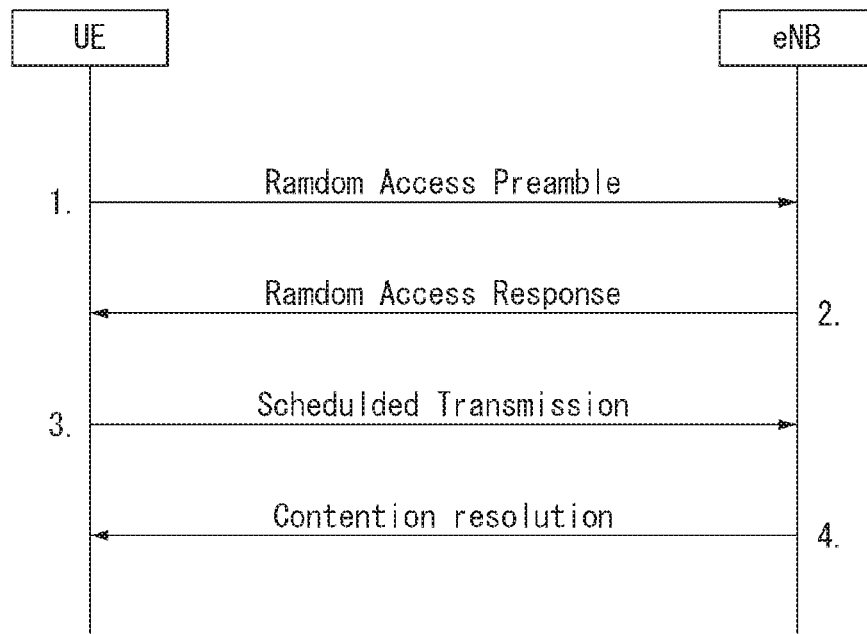 UE
eNB
1.
Ramdom Access Preamble
Ramdom Access Response
2.
3.
Schedulded Transmission
Contention resolution
4.